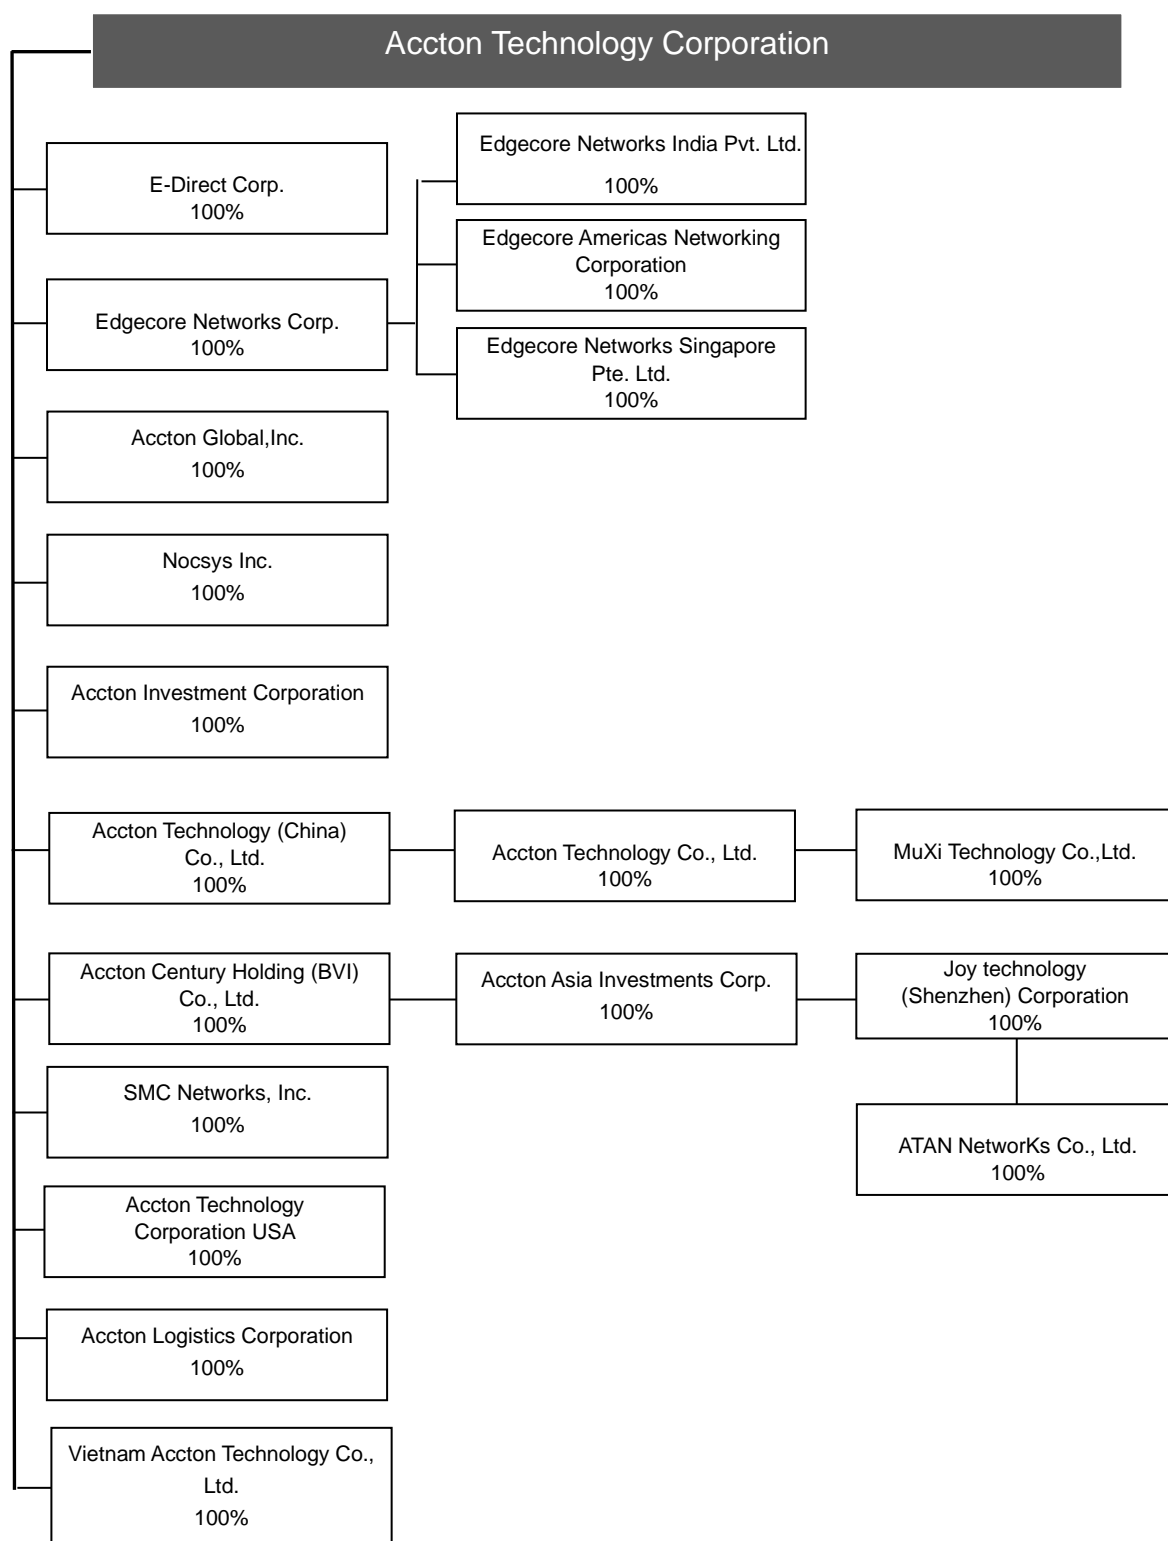 Accton Technology Corporation
E-Direct Corp.
100%
Edgecore Networks Corp.
100%
Edgecore Networks India Pvt. Ltd.
100%
Edgecore Americas Networking
Corporation
100%
Edgecore Networks Singapore
Pte. Ltd.
100%
Accton Global,Inc.
100%
Nocsys Inc.
100%
Accton Investment Corporation
100%
Accton Technology (China)
Co., Ltd.
100%
Accton Technology Co., Ltd.
100%
MuXi Technology Co.,Ltd.
100%
Accton Century Holding (BVI)
Co., Ltd.
100%
Accton Asia Investments Corp.
100%
Joy technology
(Shenzhen) Corporation
100%
ATAN NetworKs Co., Ltd.
100%
SMC Networks, Inc.
100%
Accton Technology
Corporation USA
100%
Accton Logistics Corporation
100%
Vietnam Accton Technology Co.,
Ltd.
100%